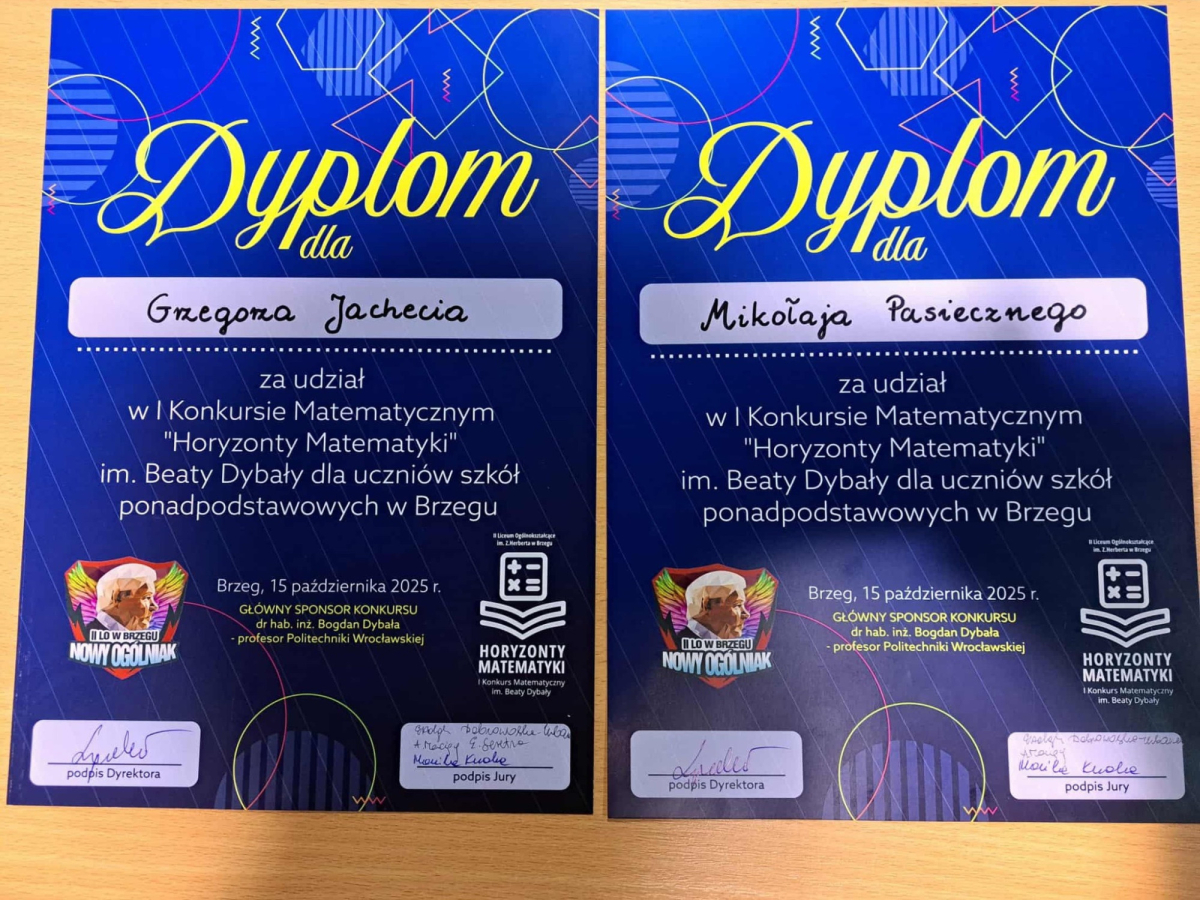 Dyplom
dla
Grzegorza Jachecia
za udział
w I Konkursie Matematycznym
"Horyzonty Matematyki"
im. Beaty Dybały dla uczniów szkół
ponadpodstawowych w Brzegu
II Liceum Ogólnokształcące
im. Z.Herberta w Brzegu
Brzeg, 15 października 2025 r.
GŁÓWNY SPONSOR KONKURSU
dr hab. inż. Bogdan Dybała
- profesor Politechniki Wrocławskiej
II LO W BRZEGU
NOWY OGÓLNIAK
HORYZONTY
MATEMATYKI
I Konkurs Matematyczny
im. Beaty Dybały
podpis Dyrektora
podpis Jury
Dyplom
dla
Mikołaja Pasiecznego
za udział
w I Konkursie Matematycznym
"Horyzonty Matematyki"
im. Beaty Dybały dla uczniów szkół
ponadpodstawowych w Brzegu
II Liceum Ogólnokształcące
im. Z.Herberta w Brzegu
Brzeg, 15 października 2025 r.
GŁÓWNY SPONSOR KONKURSU
dr hab. inż. Bogdan Dybała
- profesor Politechniki Wrocławskiej
II LO W BRZEGU
NOWY OGÓLNIAK
HORYZONTY
MATEMATYKI
I Konkurs Matematyczny
im. Beaty Dybały
podpis Dyrektora
podpis Jury